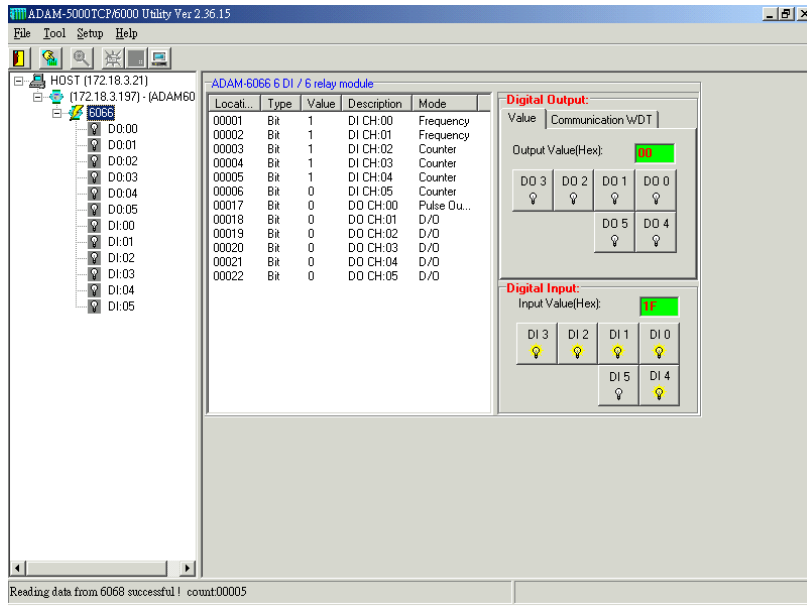 ADAM-5000TCP/6000 Utility Ver 2.36.15
File Tool Setup Help
HOST (172.18.3.21)
(172.18.3.197) - (ADAM60
6066
D0:00
D0:01
D0:02
D0:03
D0:04
D0:05
DI:00
DI:01
DI:02
DI:03
DI:04
DI:05
ADAM-6066 6 DI / 6 relay module
Locati... Type Value Description Mode
00001 Bit 1 DI CH:00 Frequency
00002 Bit 1 DI CH:01 Frequency
00003 Bit 1 DI CH:02 Counter
00004 Bit 1 DI CH:03 Counter
00005 Bit 1 DI CH:04 Counter
00006 Bit 0 DI CH:05 Counter
00017 Bit 0 DO CH:00 Pulse Ou...
00018 Bit 0 DO CH:01 D/O
00019 Bit 0 DO CH:02 D/O
00020 Bit 0 DO CH:03 D/O
00021 Bit 0 DO CH:04 D/O
00022 Bit 0 DO CH:05 D/O
Digital Output:
Value Communication WDT
Output Value(Hex): 00
DO 3 DO 2 DO 1 DO 0
DO 5 DO 4
Digital Input:
Input Value(Hex): 1F
DI 3 DI 2 DI 1 DI 0
DI 5 DI 4
Reading data from 6068 successful ! count:00005